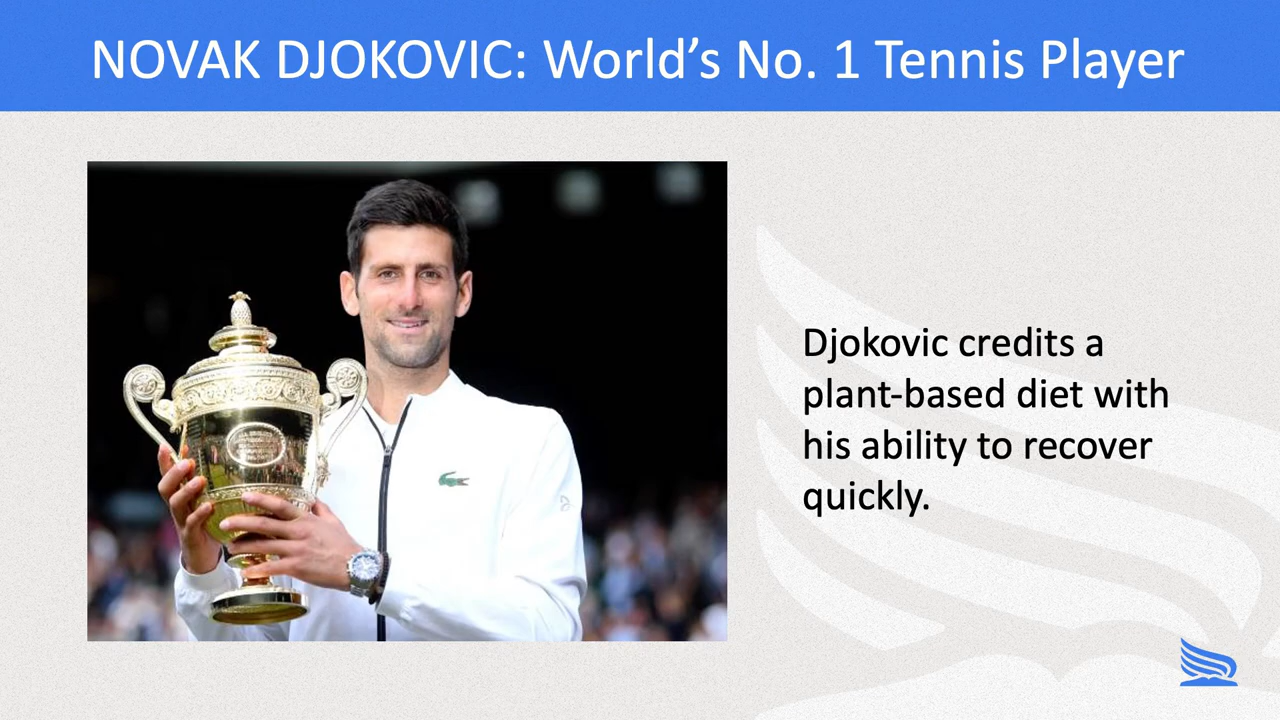 NOVAK DJOKOVIC: World’s No. 1 Tennis Player
Djokovic credits a
plant-based diet with
his ability to recover
quickly.